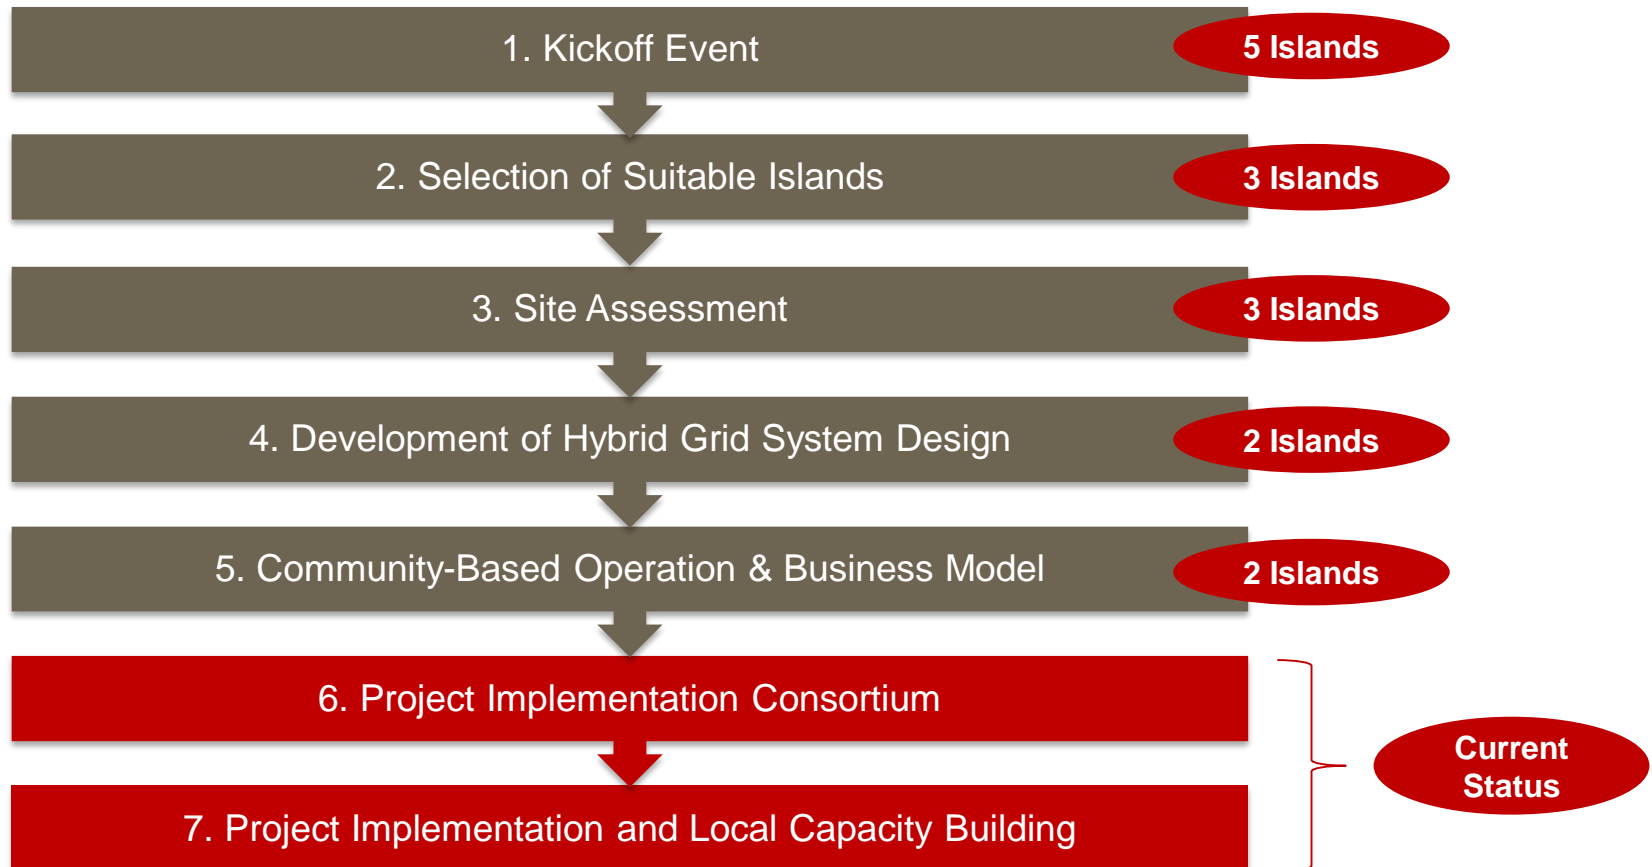 1. Kickoff Event
5 Islands
2. Selection of Suitable Islands
3 Islands
3. Site Assessment
3 Islands
4. Development of Hybrid Grid System Design
2 Islands
5. Community-Based Operation & Business Model
2 Islands
6. Project Implementation Consortium
Current
Status
7. Project Implementation and Local Capacity Building